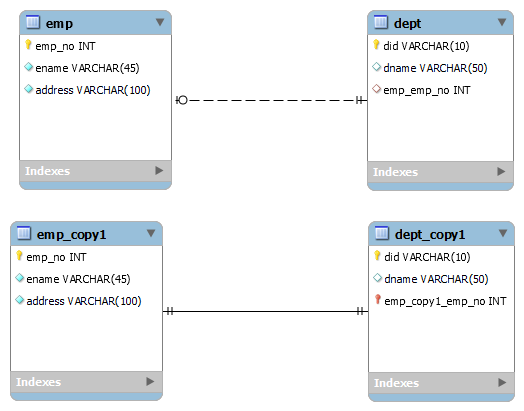 emp
emp_no INT
ename VARCHAR(45)
address VARCHAR(100)
Indexes
dept
did VARCHAR(10)
dname VARCHAR(50)
emp_emp_no INT
Indexes
emp_copy1
emp_no INT
ename VARCHAR(45)
address VARCHAR(100)
Indexes
dept_copy1
did VARCHAR(10)
dname VARCHAR(50)
emp_copy1_emp_no INT
Indexes